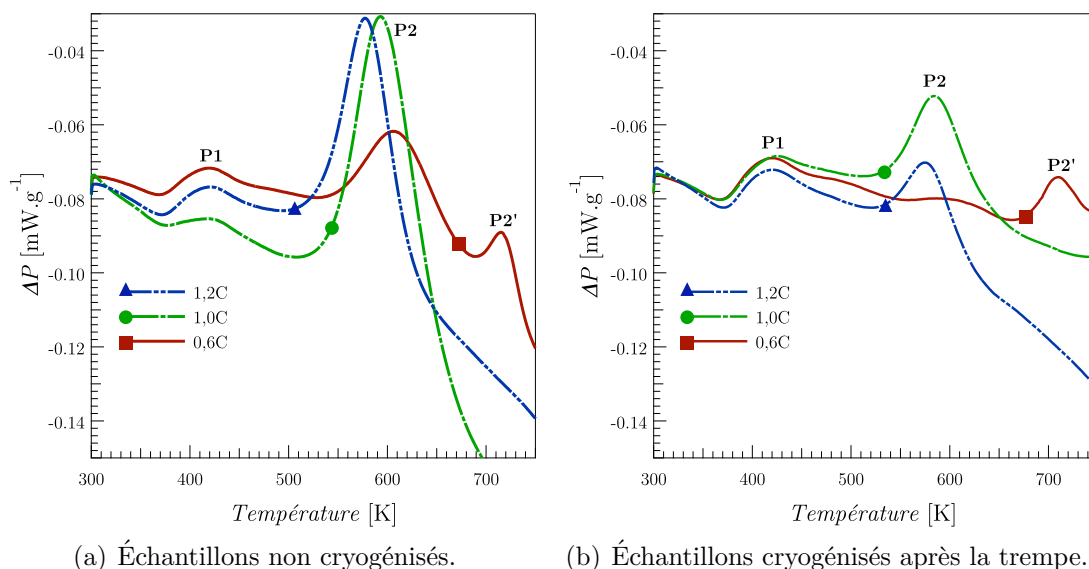 -0.04
-0.06
-0.08
-0.10
-0.12
-0.14
ΔP [mW.g-1]
P1
P2
P2'
1,2C
1,0C
0,6C
300
400
500
600
700
Température [K]
(a) Échantillons non cryogénisés.
-0.04
-0.06
-0.08
-0.10
-0.12
-0.14
ΔP [mW.g-1]
P1
P2
P2'
1,2C
1,0C
0,6C
300
400
500
600
700
Température [K]
(b) Échantillons cryogénisés après la trempe.